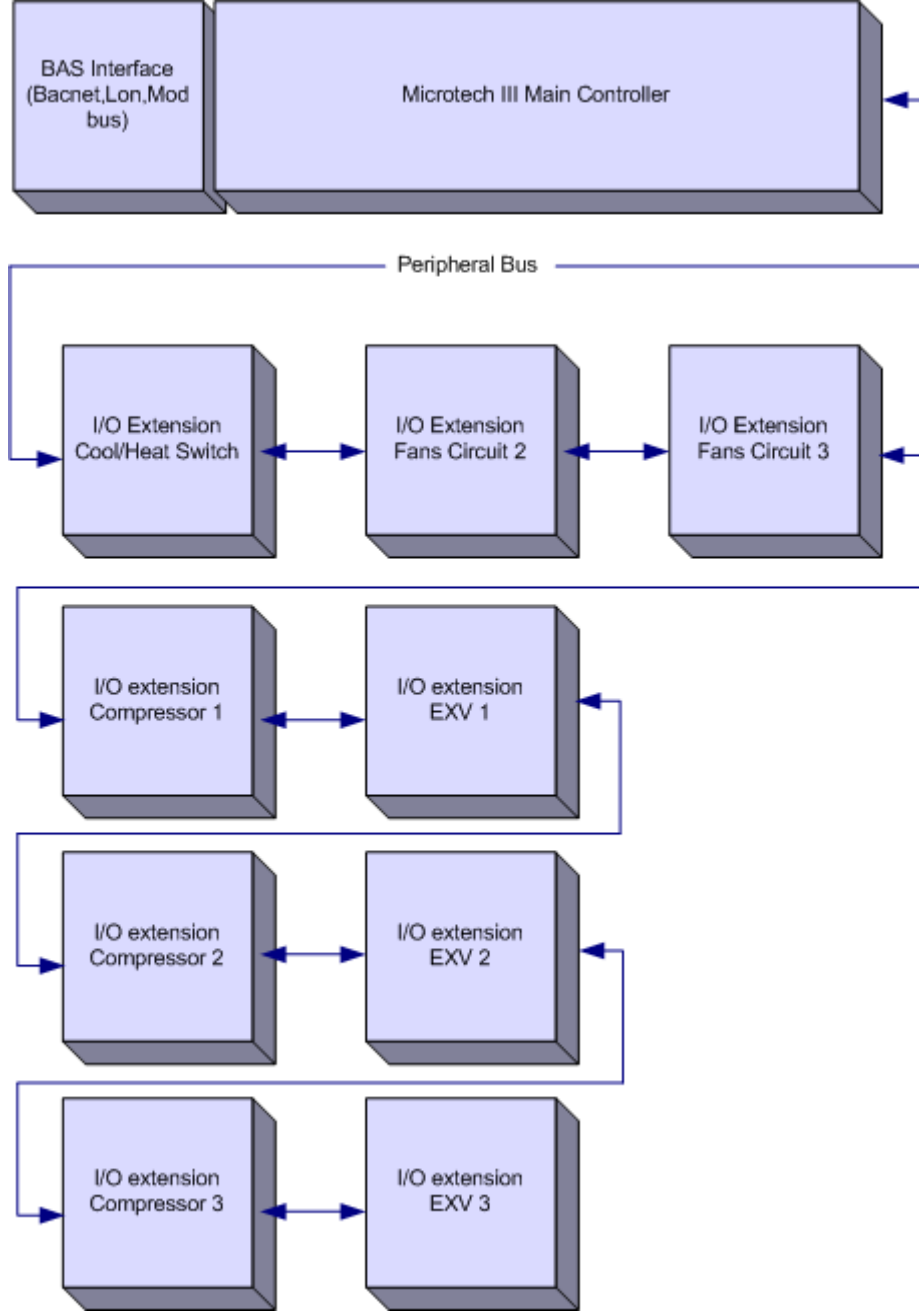 BAS Interface
(Bacnet,Lon,Mod
bus)
Microtech III Main Controller
Peripheral Bus
I/O Extension
Cool/Heat Switch
I/O Extension
Fans Circuit 2
I/O Extension
Fans Circuit 3
I/O extension
Compressor 1
I/O extension
EXV 1
I/O extension
Compressor 2
I/O extension
EXV 2
I/O extension
Compressor 3
I/O extension
EXV 3